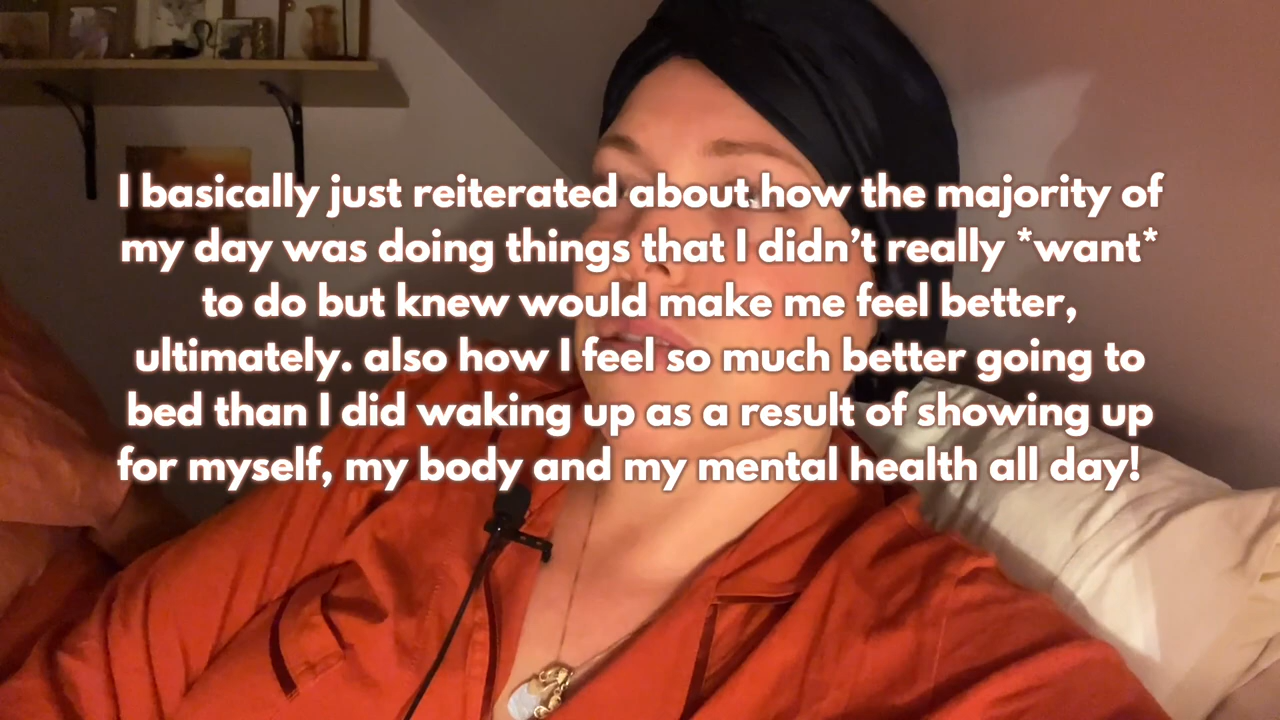 I basically just reiterated about how the majority of
my day was doing things that I didn’t really *want*
to do but knew would make me feel better,
ultimately. also how I feel so much better going to
bed than I did waking up as a result of showing up
for myself, my body and my mental health all day!